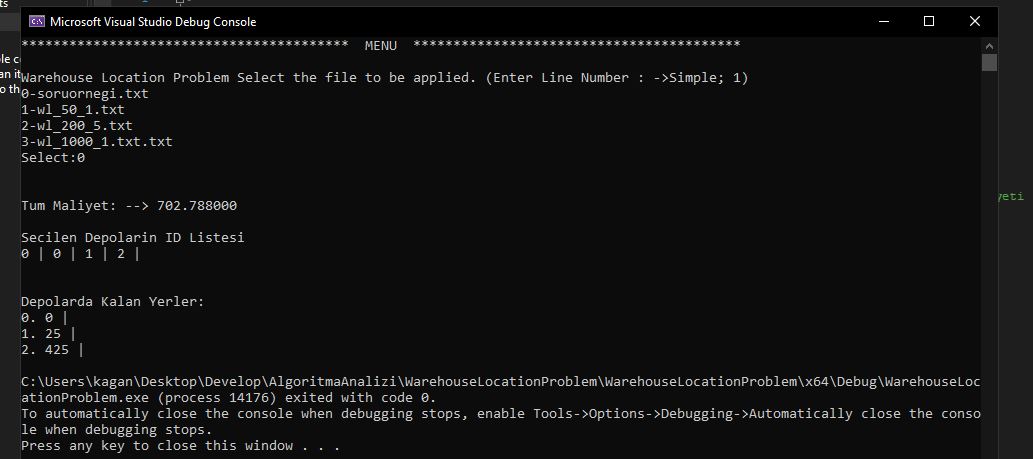 Microsoft Visual Studio Debug Console
***************************************** MENU *****************************************
Warehouse Location Problem Select the file to be applied. (Enter Line Number : ->Simple; 1)
0-soruornegi.txt
1-wl_50_1.txt
2-wl_200_5.txt
3-wl_1000_1.txt.txt
Select:0
Tum Maliyet: --> 702.788000
Secilen Depolarin ID Listesi
0 | 0 | 1 | 2 |
Depolarda Kalan Yerler:
0. 0 |
1. 25 |
2. 425 |
C:\Users\kagan\Desktop\Develop\AlgoritmaAnalizi\WarehouseLocationProblem\WarehouseLocationProblem\x64\Debug\WarehouseLoc
ationProblem.exe (process 14176) exited with code 0.
To automatically close the console when debugging stops, enable Tools->Options->Debugging->Automatically close the conso
le when debugging stops.
Press any key to close this window . . .